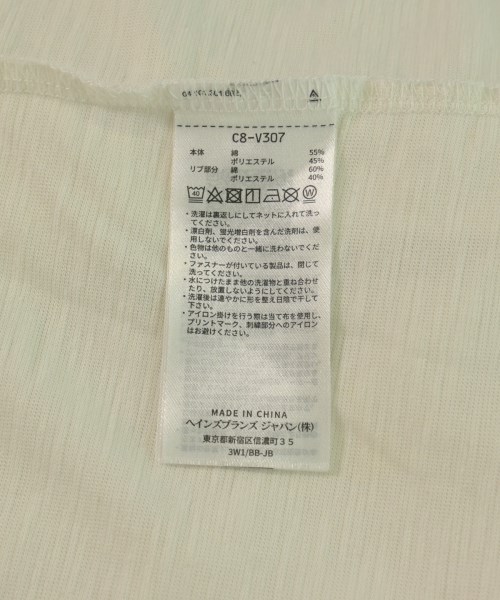 C8-V307
本体 綿 55%
ポリエステル 45%
リブ部分 綿 60%
ポリエステル 40%
40 W
・洗濯は裏返しにしてネットに入れて洗っ
てください。
・漂白剤、蛍光増白剤を含んだ洗剤は、使
用しないでください。
・色物は他のものと一緒に洗わないでくだ
さい。
・ファスナーが付いている製品は、閉じて
洗ってください。
・水につけたまま他の洗濯物と重ね合わせ
たり、放置しないようにしてください。
・洗濯後は速やかに形を整え日陰で干して
下さい。
・アイロン掛けを行う際は当て布を使用し、
プリントマーク、刺繍部分へのアイロン
はお避けください。
MADE IN CHINA
ヘインズブランズ ジャパン(株)
東京都新宿区信濃町35
3W1/BB-JB